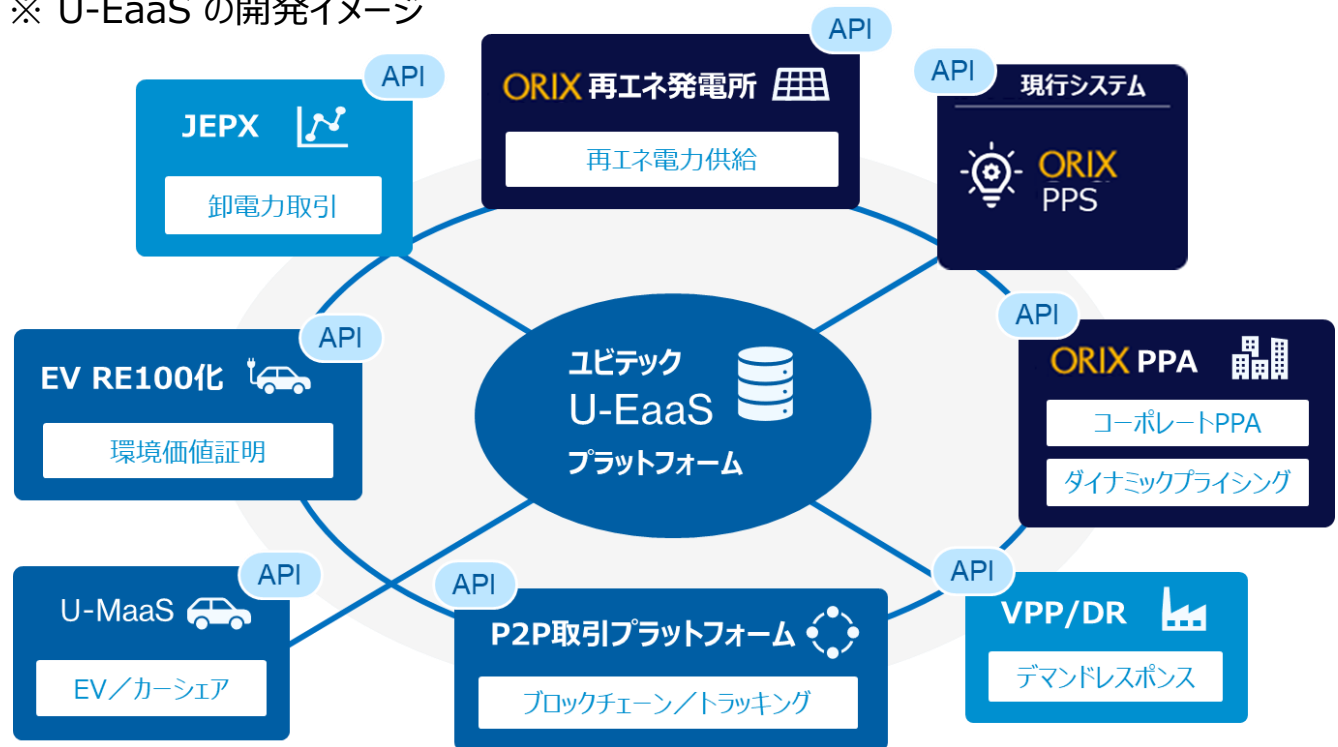 ※ U-EaaS の開発イメージ
API
JEPX
卸電力取引
API
ORIX 再エネ発電所
再エネ電力供給
API
現行システム
ORIX
PPS
API
EV RE100化
環境価値証明
ユビテック
U-EaaS
プラットフォーム
API
ORIX PPA
コーポレートPPA
ダイナミックプライシング
API
U-MaaS
EV／カーシェア
API
P2P取引プラットフォーム
ブロックチェーン／トラッキング
API
VPP/DR
デマンドレスポンス